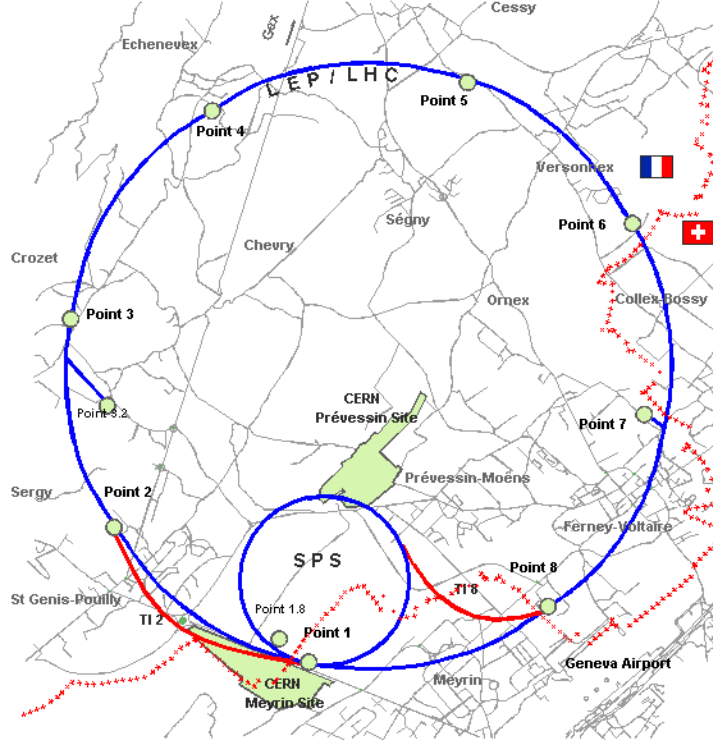 Cessy
Gex
Echenevex
LEP / LHC
Point 5
Point 4
Versonnex
Ségny
Point 6
Chevry
Crozet
Ornex
Collex-Bossy
Point 3
CERN
Prévessin Site
Point 3.2
Point 7
Point 2
Prévessin-Moëns
Sergy
Ferney-Voltaire
SPS
Point 8
TI 8
St Genis-Pouilly
Point 1.8
TI 2
Point 1
Geneva Airport
CERN
Meyrin
Meyrin Site